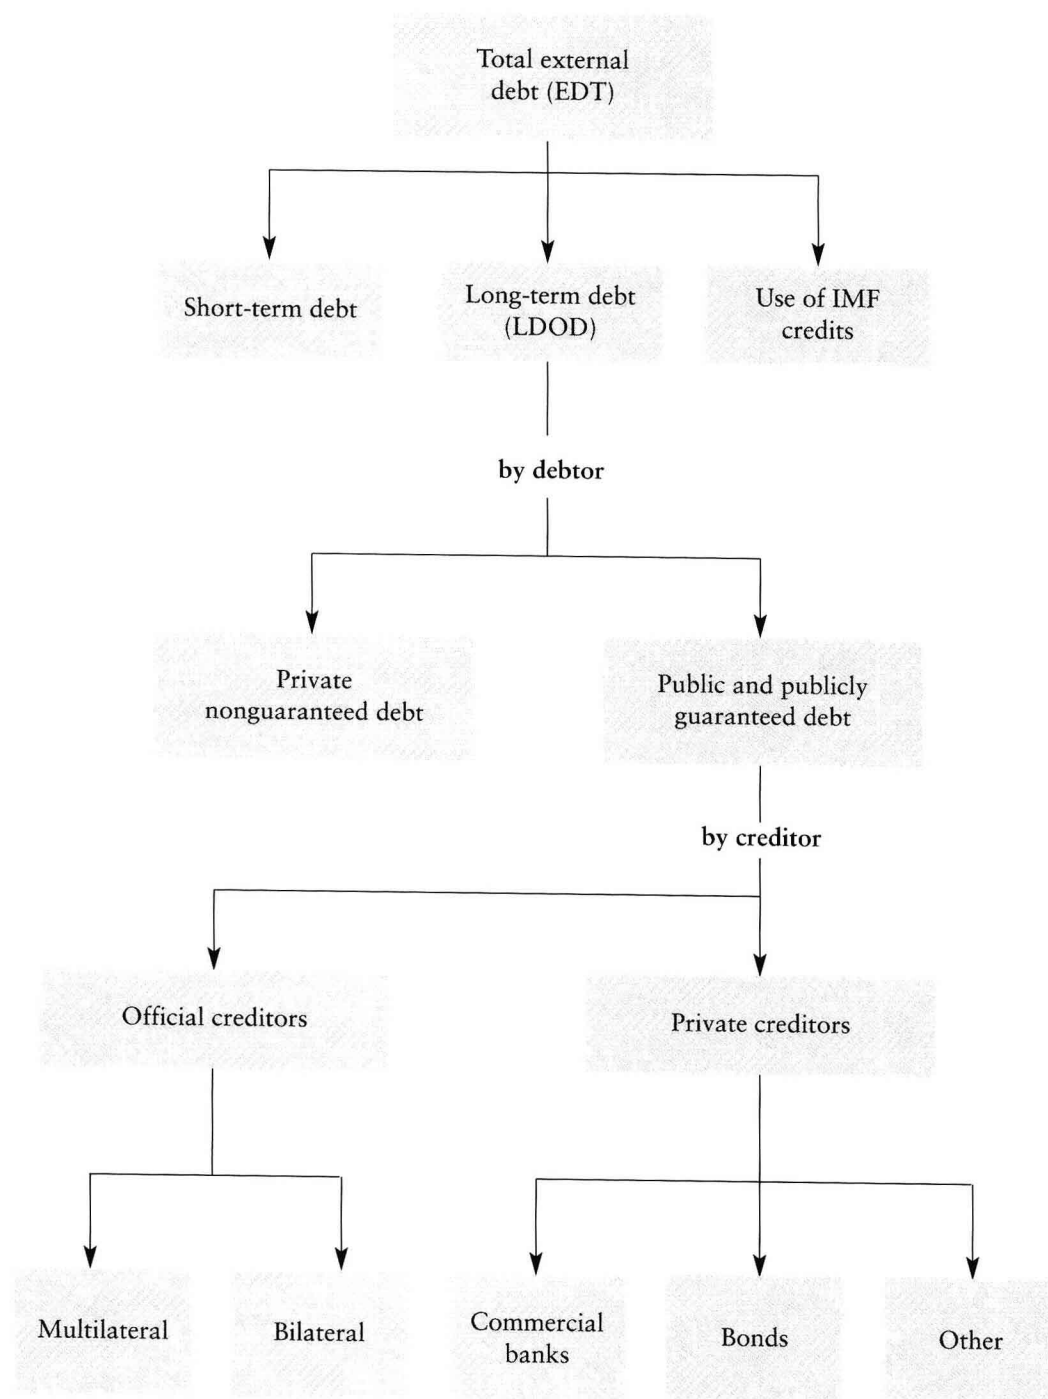 Total external
debt (EDT)
Short-term debt
Long-term debt
(LDOD)
Use of IMF
credits
by debtor
Private
nonguaranteed debt
Public and publicly
guaranteed debt
by creditor
Official creditors
Private creditors
Multilateral
Bilateral
Commercial
banks
Bonds
Other